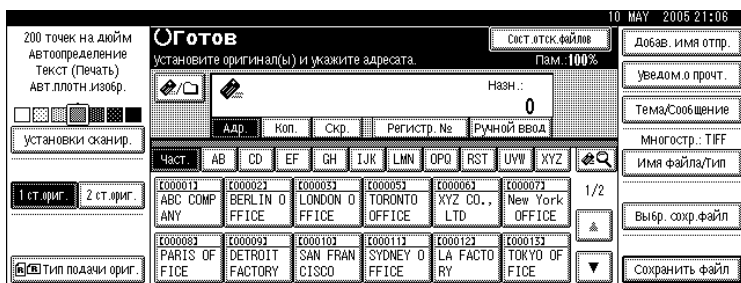 10 MAY 2005 21:06
200 точек на дюйм
Автоопределение
Текст (Печать)
Авт.плотн.изобр.
Установки сканир.
1 ст.ориг. 2 ст.ориг.
Тип подачи ориг.
Готов
Сост.отск.файлов
Установите оригинал(ы) и укажите адресата.
Пам.:100%
Назн.:
0
Адр. Коп. Скр. Регистр. № Ручной ввод
Част. AB CD EF GH IJK LMN OPQ RST UVW XYZ
[00001] [00002] [00003] [00005] [00006] [00007]
ABC COMP BERLIN O LONDON O TORONTO XYZ CO., New York
ANY FFICE FFICE OFFICE LTD OFFICE
1/2
[00008] [00009] [00010] [00011] [00012] [00013]
PARIS OF DETROIT SAN FRAN SYDNEY O LA FACTO TOKYO OF
FICE FACTORY CISCO FFICE RY FICE
Добав. имя отпр.
Уведом.о прочт.
Тема/Сообщение
Многостр.: TIFF
Имя файла/Тип
Выбр. сохр.файл
Сохранить файл